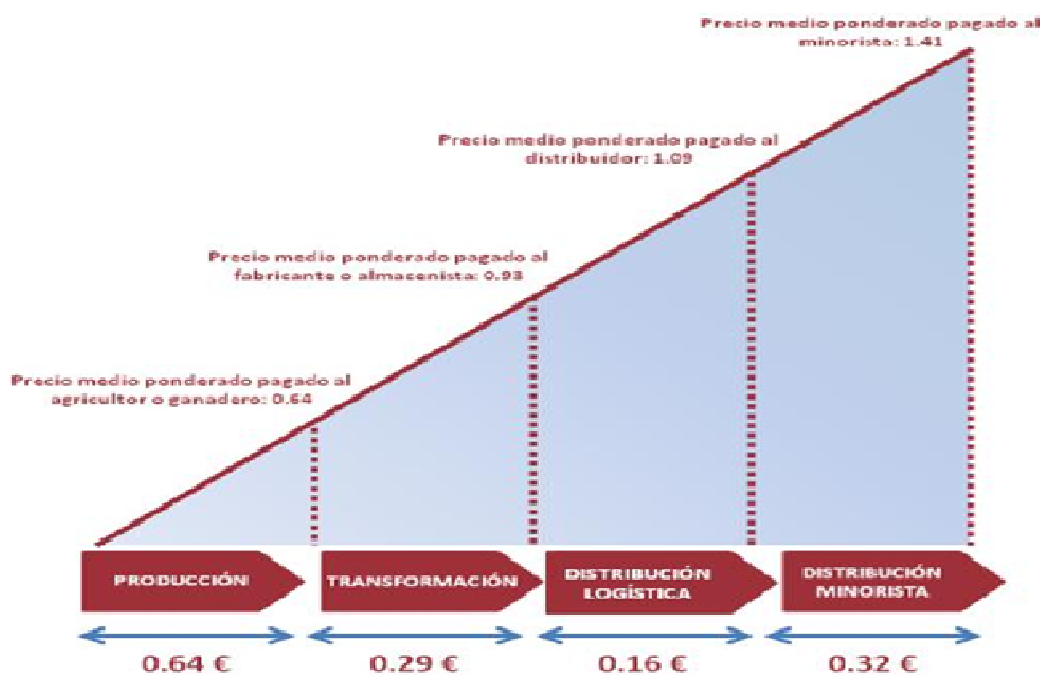 Precio medio ponderado pagado al
minorista: 1.41
Precio medio ponderado pagado al
distribuidor: 1.09
Precio medio ponderado pagado al
fabricante o almacenista: 0.93
Precio medio ponderado pagado al
agricultor o ganadero: 0.64
PRODUCCIÓN
TRANSFORMACIÓN
DISTRIBUCIÓN
LOGÍSTICA
DISTRIBUCIÓN
MINORISTA
0.64 €
0.29 €
0.16 €
0.32 €